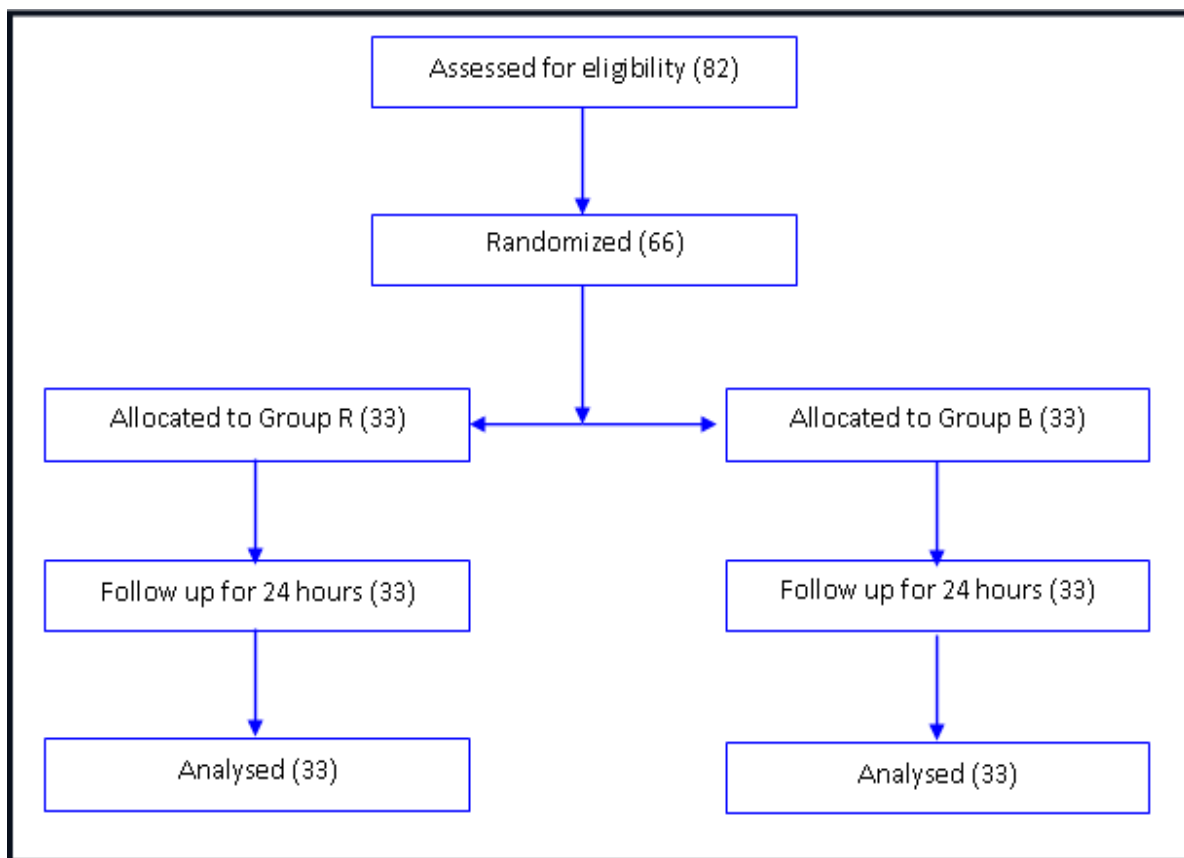 Assessed for eligibility (82)
Randomized (66)
Allocated to Group R (33)
Allocated to Group B (33)
Follow up for 24 hours (33)
Follow up for 24 hours (33)
Analysed (33)
Analysed (33)